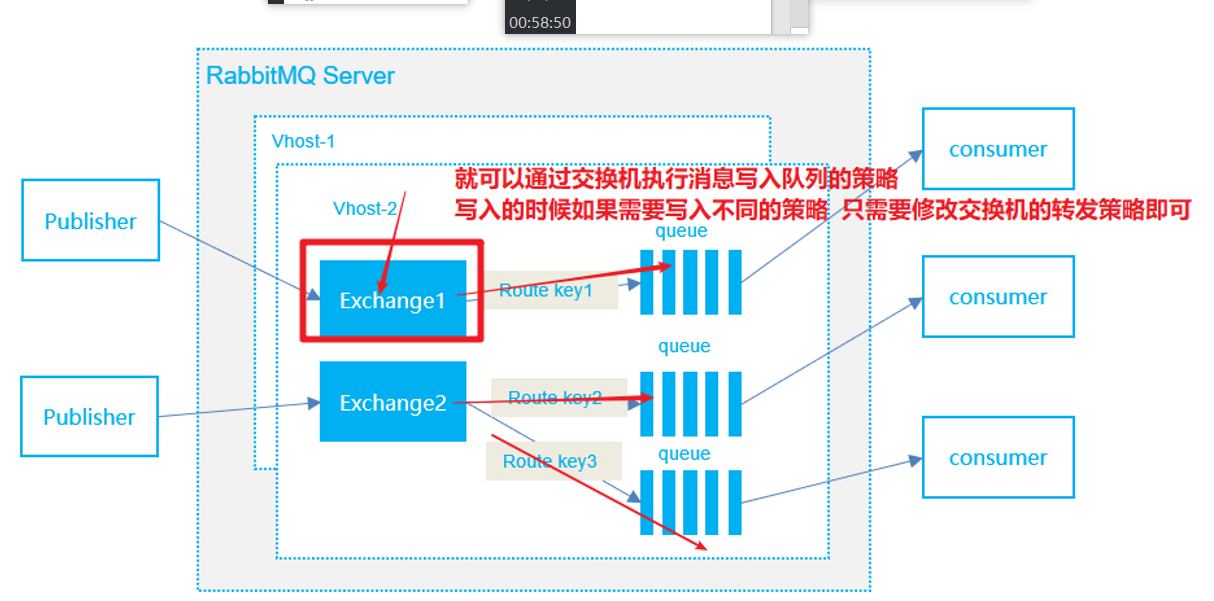 00:58:50
RabbitMQ Server
Vhost-1
就可以通过交换机执行消息写入队列的策略
Vhost-2
写入的时候如果需要写入不同的策略 只需要修改交换机的转发策略即可
consumer
Publisher
queue
Exchange1
Route key1
consumer
queue
Exchange2
Route key2
Publisher
queue
Route key3
consumer